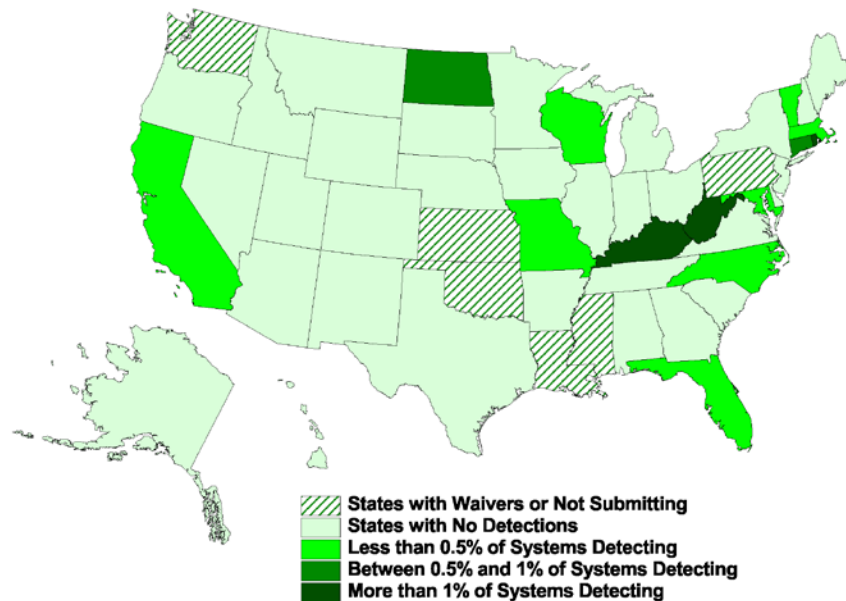 States with Waivers or Not Submitting
States with No Detections
Less than 0.5% of Systems Detecting
Between 0.5% and 1% of Systems Detecting
More than 1% of Systems Detecting